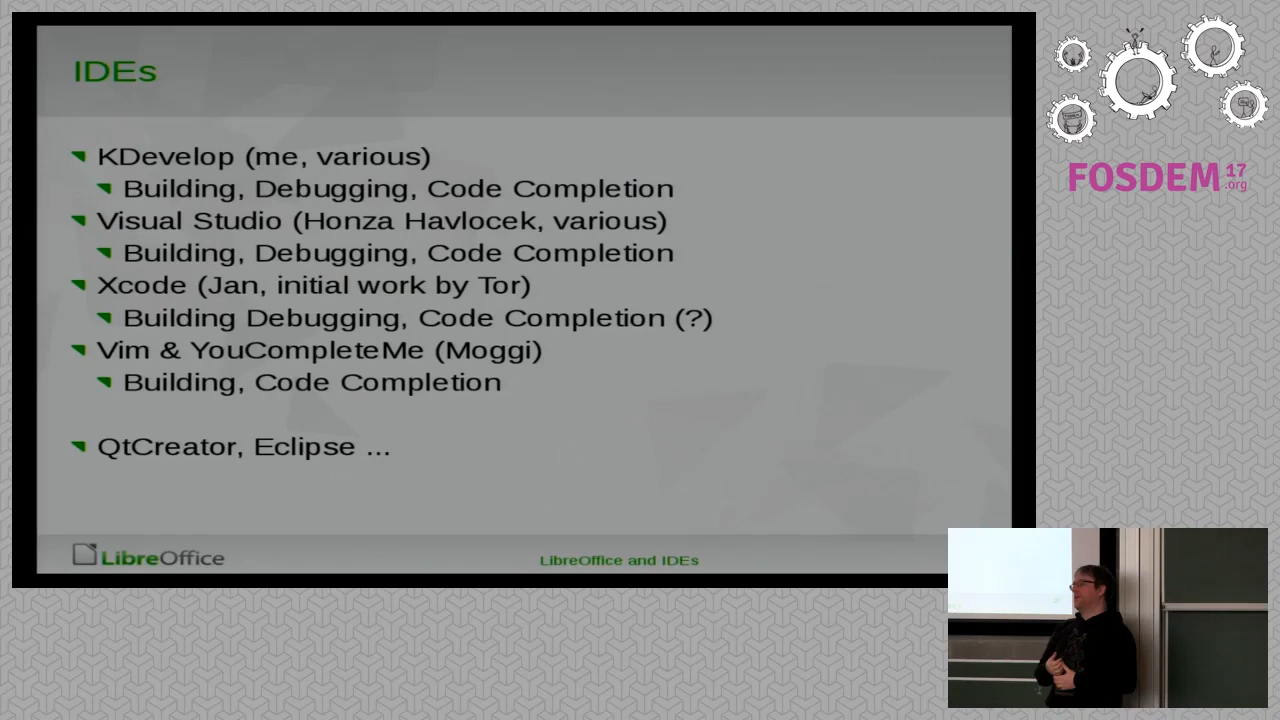 IDEs
KDevelop (me, various)
Building, Debugging, Code Completion
Visual Studio (Honza Havlocek, various)
Building, Debugging, Code Completion
Xcode (Jan, initial work by Tor)
Building Debugging, Code Completion (?)
Vim & YouCompleteMe (Moggi)
Building, Code Completion
QtCreator, Eclipse ...
LibreOffice
LibreOffice and IDEs
FOSDEM 17
.org